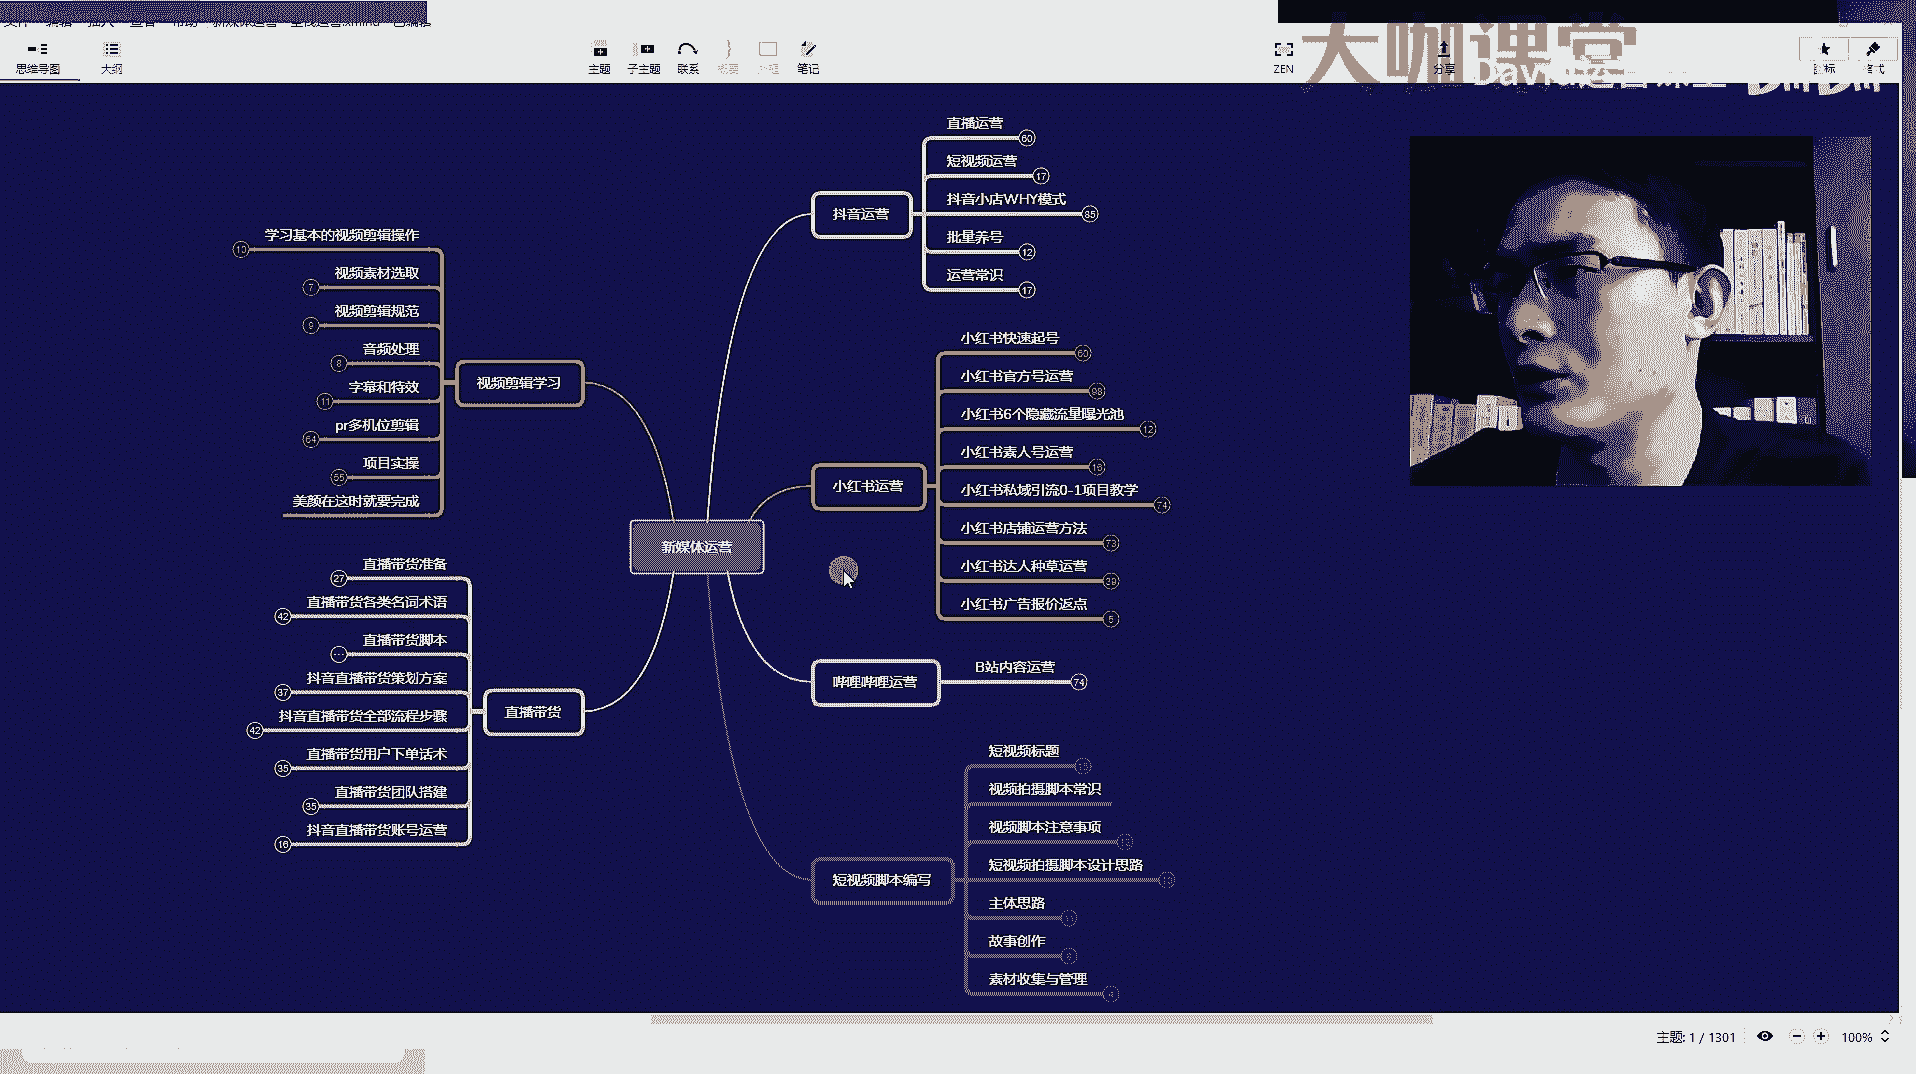 思维导图
大纲
主题
子主题
联系
笔记
ZEN
分享
大咖课堂
新媒体运营
抖音运营
直播运营 60
短视频运营 17
抖音小店WHY模式 85
批量养号 12
运营常识 17
小红书运营
小红书快速起号 60
小红书官方号运营 98
小红书6个隐藏流量曝光池 12
小红书素人号运营 16
小红书私域引流0-1项目教学 74
小红书店铺运营方法 73
小红书达人种草运营 39
小红书广告报价返点 5
哔哩哔哩运营
B站内容运营 74
短视频脚本编写
短视频标题
视频拍摄脚本常识
视频脚本注意事项
短视频拍摄脚本设计思路
主体思路
故事创作
素材收集与管理
视频剪辑学习
学习基本的视频剪辑操作 10
视频素材选取 7
视频剪辑规范 9
音频处理 8
字幕和特效 11
pr多机位剪辑 64
项目实操 65
美颜在这时就要完成
直播带货
直播带货准备 27
直播带货各类名词术语 42
直播带货脚本 ...
抖音直播带货策划方案 37
抖音直播带货全部流程步骤 42
直播带货用户下单话术 35
直播带货团队搭建 35
抖音直播带货账号运营 16
主题: 1 / 1301
100%